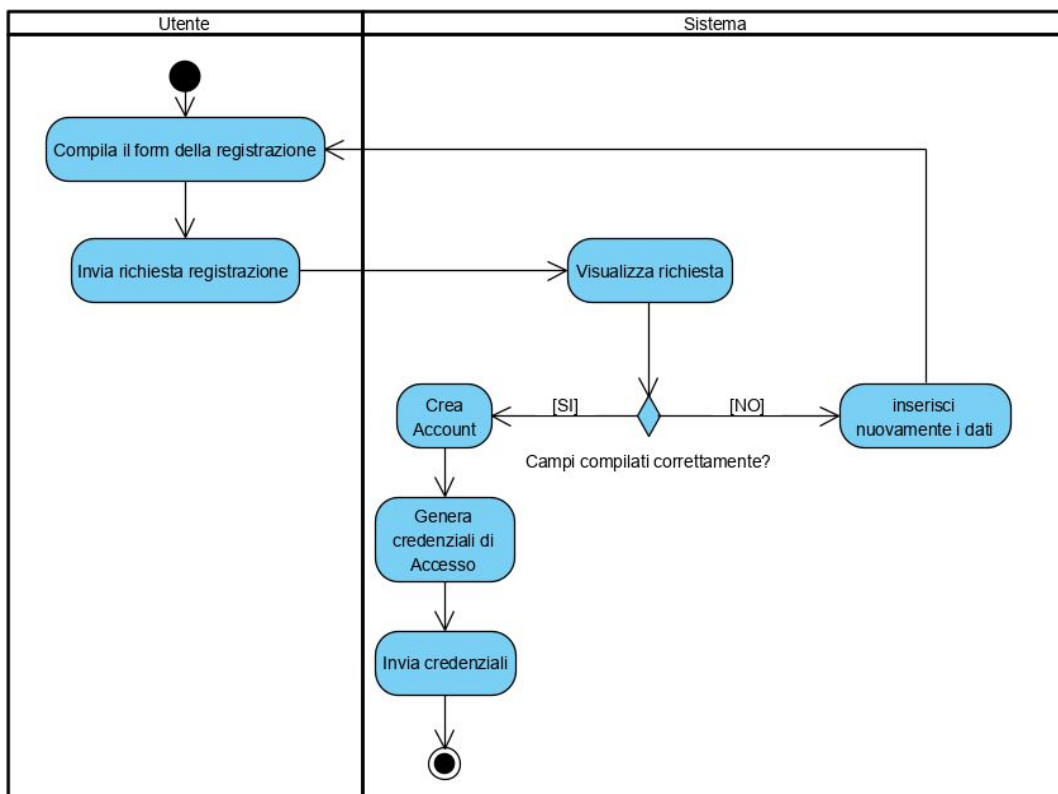 Utente
Sistema
Compila il form della registrazione
Invia richiesta registrazione
Visualizza richiesta
[SI]
[NO]
Crea
Account
inserisci
nuovamente i dati
Campi compilati correttamente?
Genera
credenziali di
Accesso
Invia credenziali